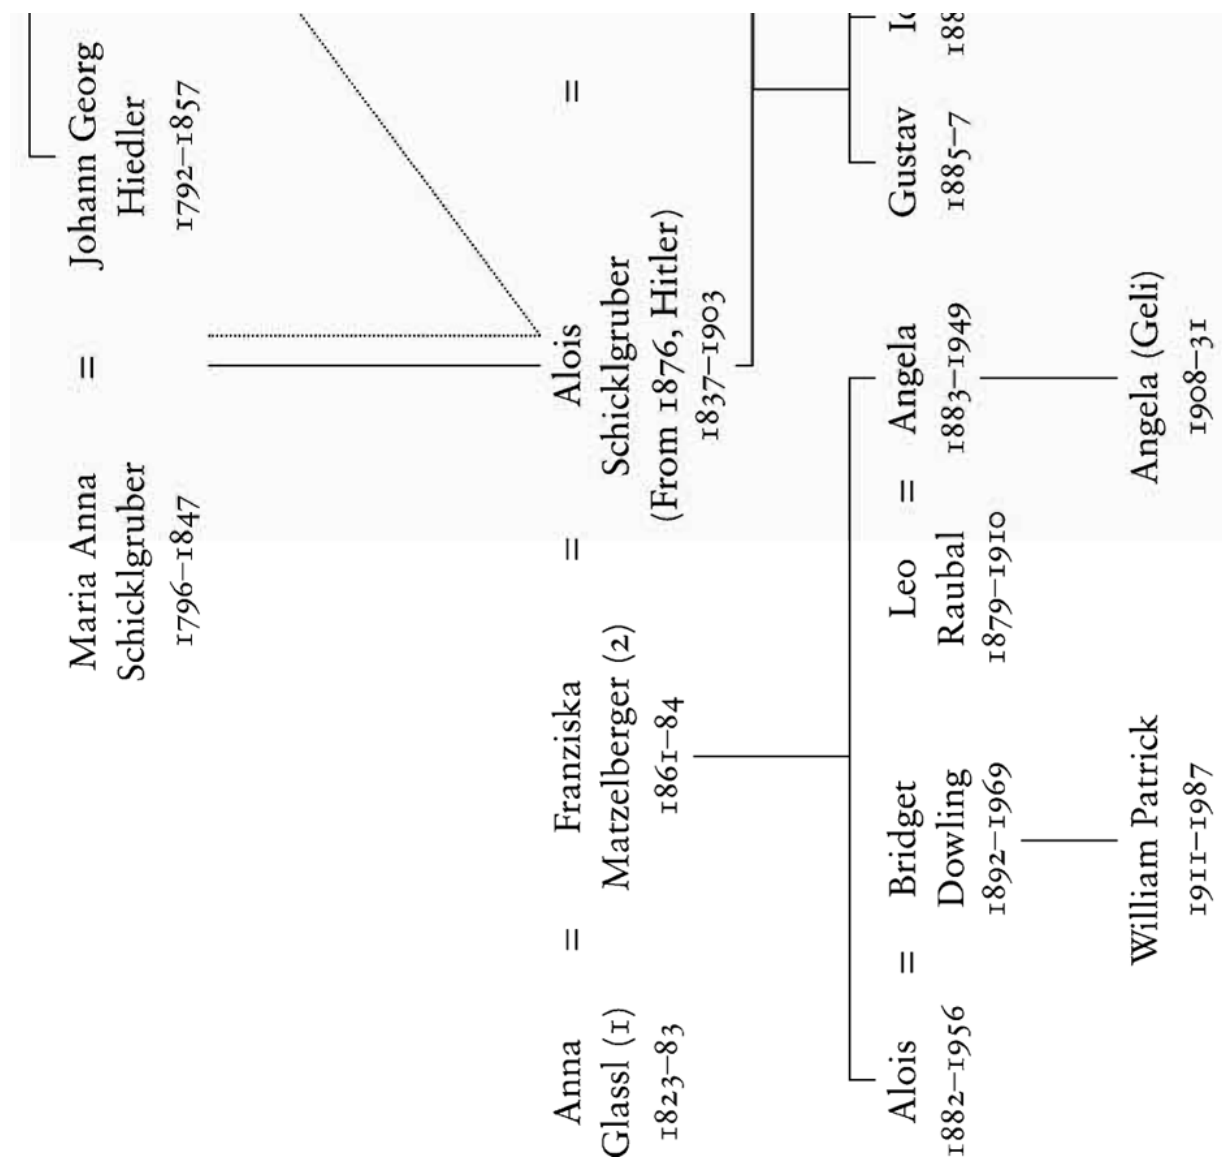 Maria Anna
Schicklgruber
1796–1847
=
Johann Georg
Hiedler
1792–1857
Anna
Glassl (1)
1823–83
=
Franziska
Matzelberger (2)
1861–84
=
Alois
Schicklgruber
(From 1876, Hitler)
1837–1903
=
Alois
1882–1956
=
Bridget
Dowling
1892–1969
Leo
Raubal
1879–1910
=
Angela
1883–1949
Gustav
1885–7
William Patrick
1911–1987
Angela (Geli)
1908–31